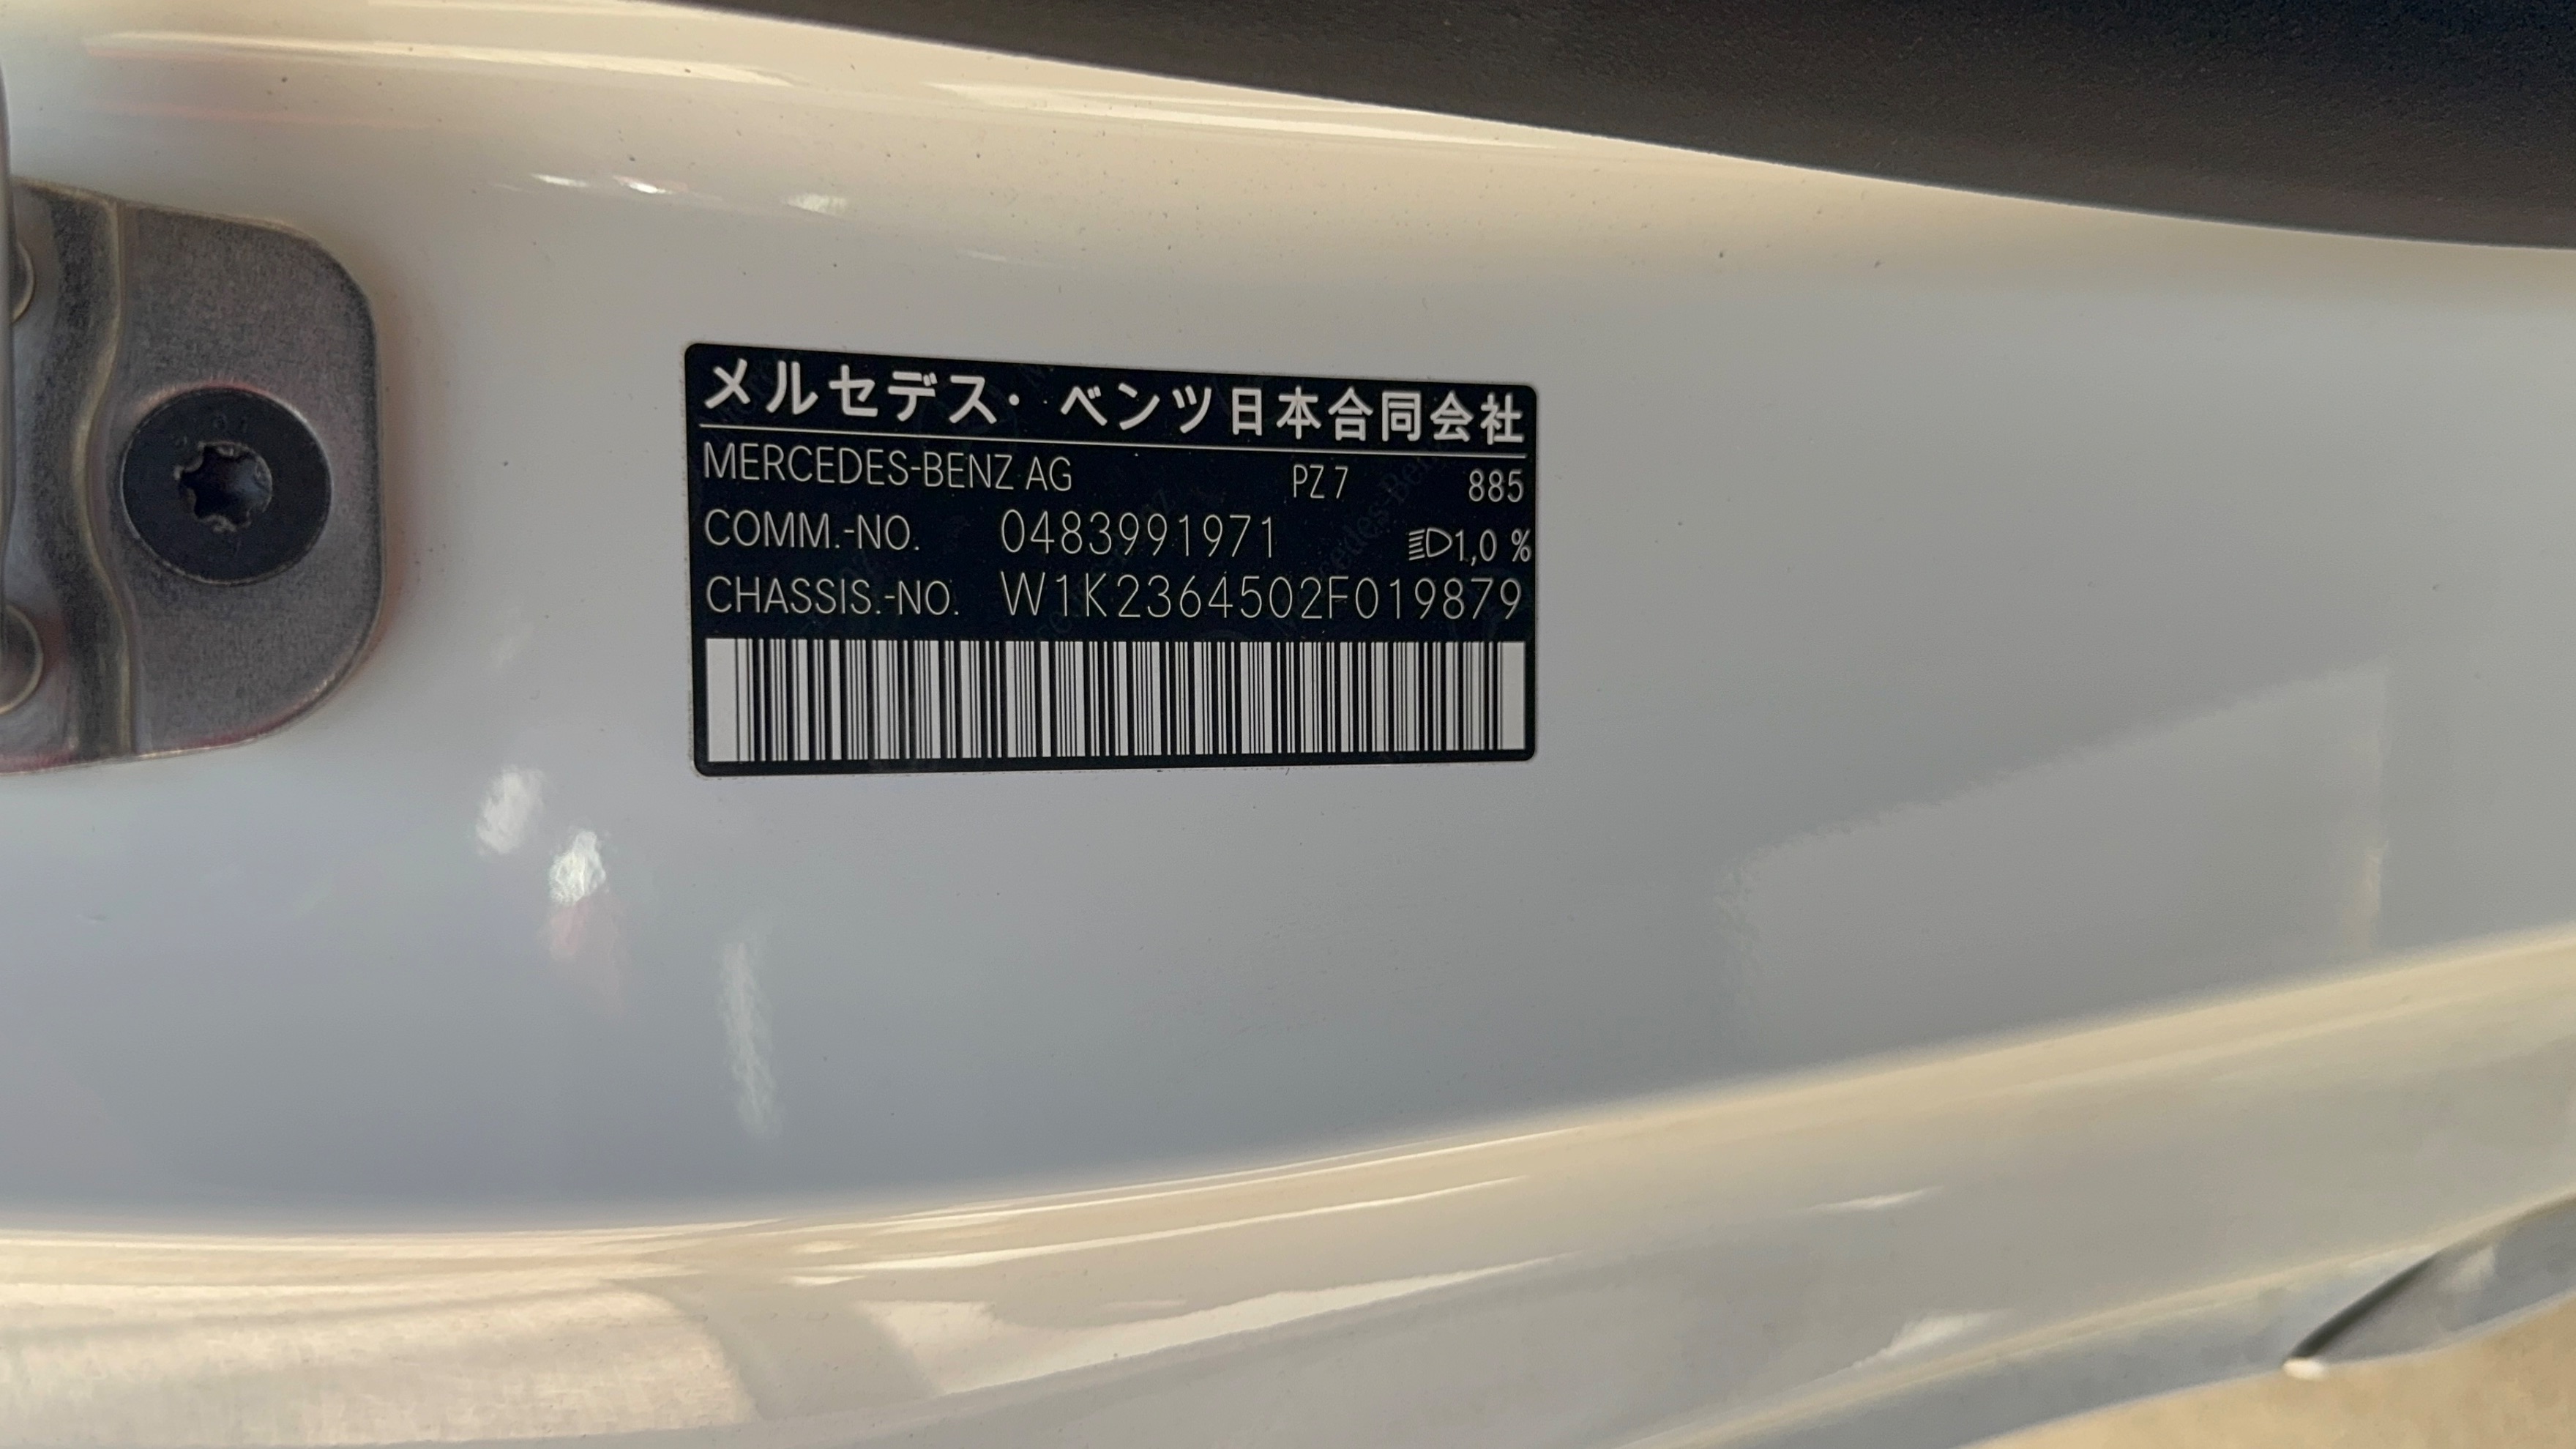 メルセデス・ベンツ日本合同会社
MERCEDES-BENZ AG PZ 7 885
COMM.-NO. 0483991971 1,0 %
CHASSIS.-NO. W1K2364502F019879